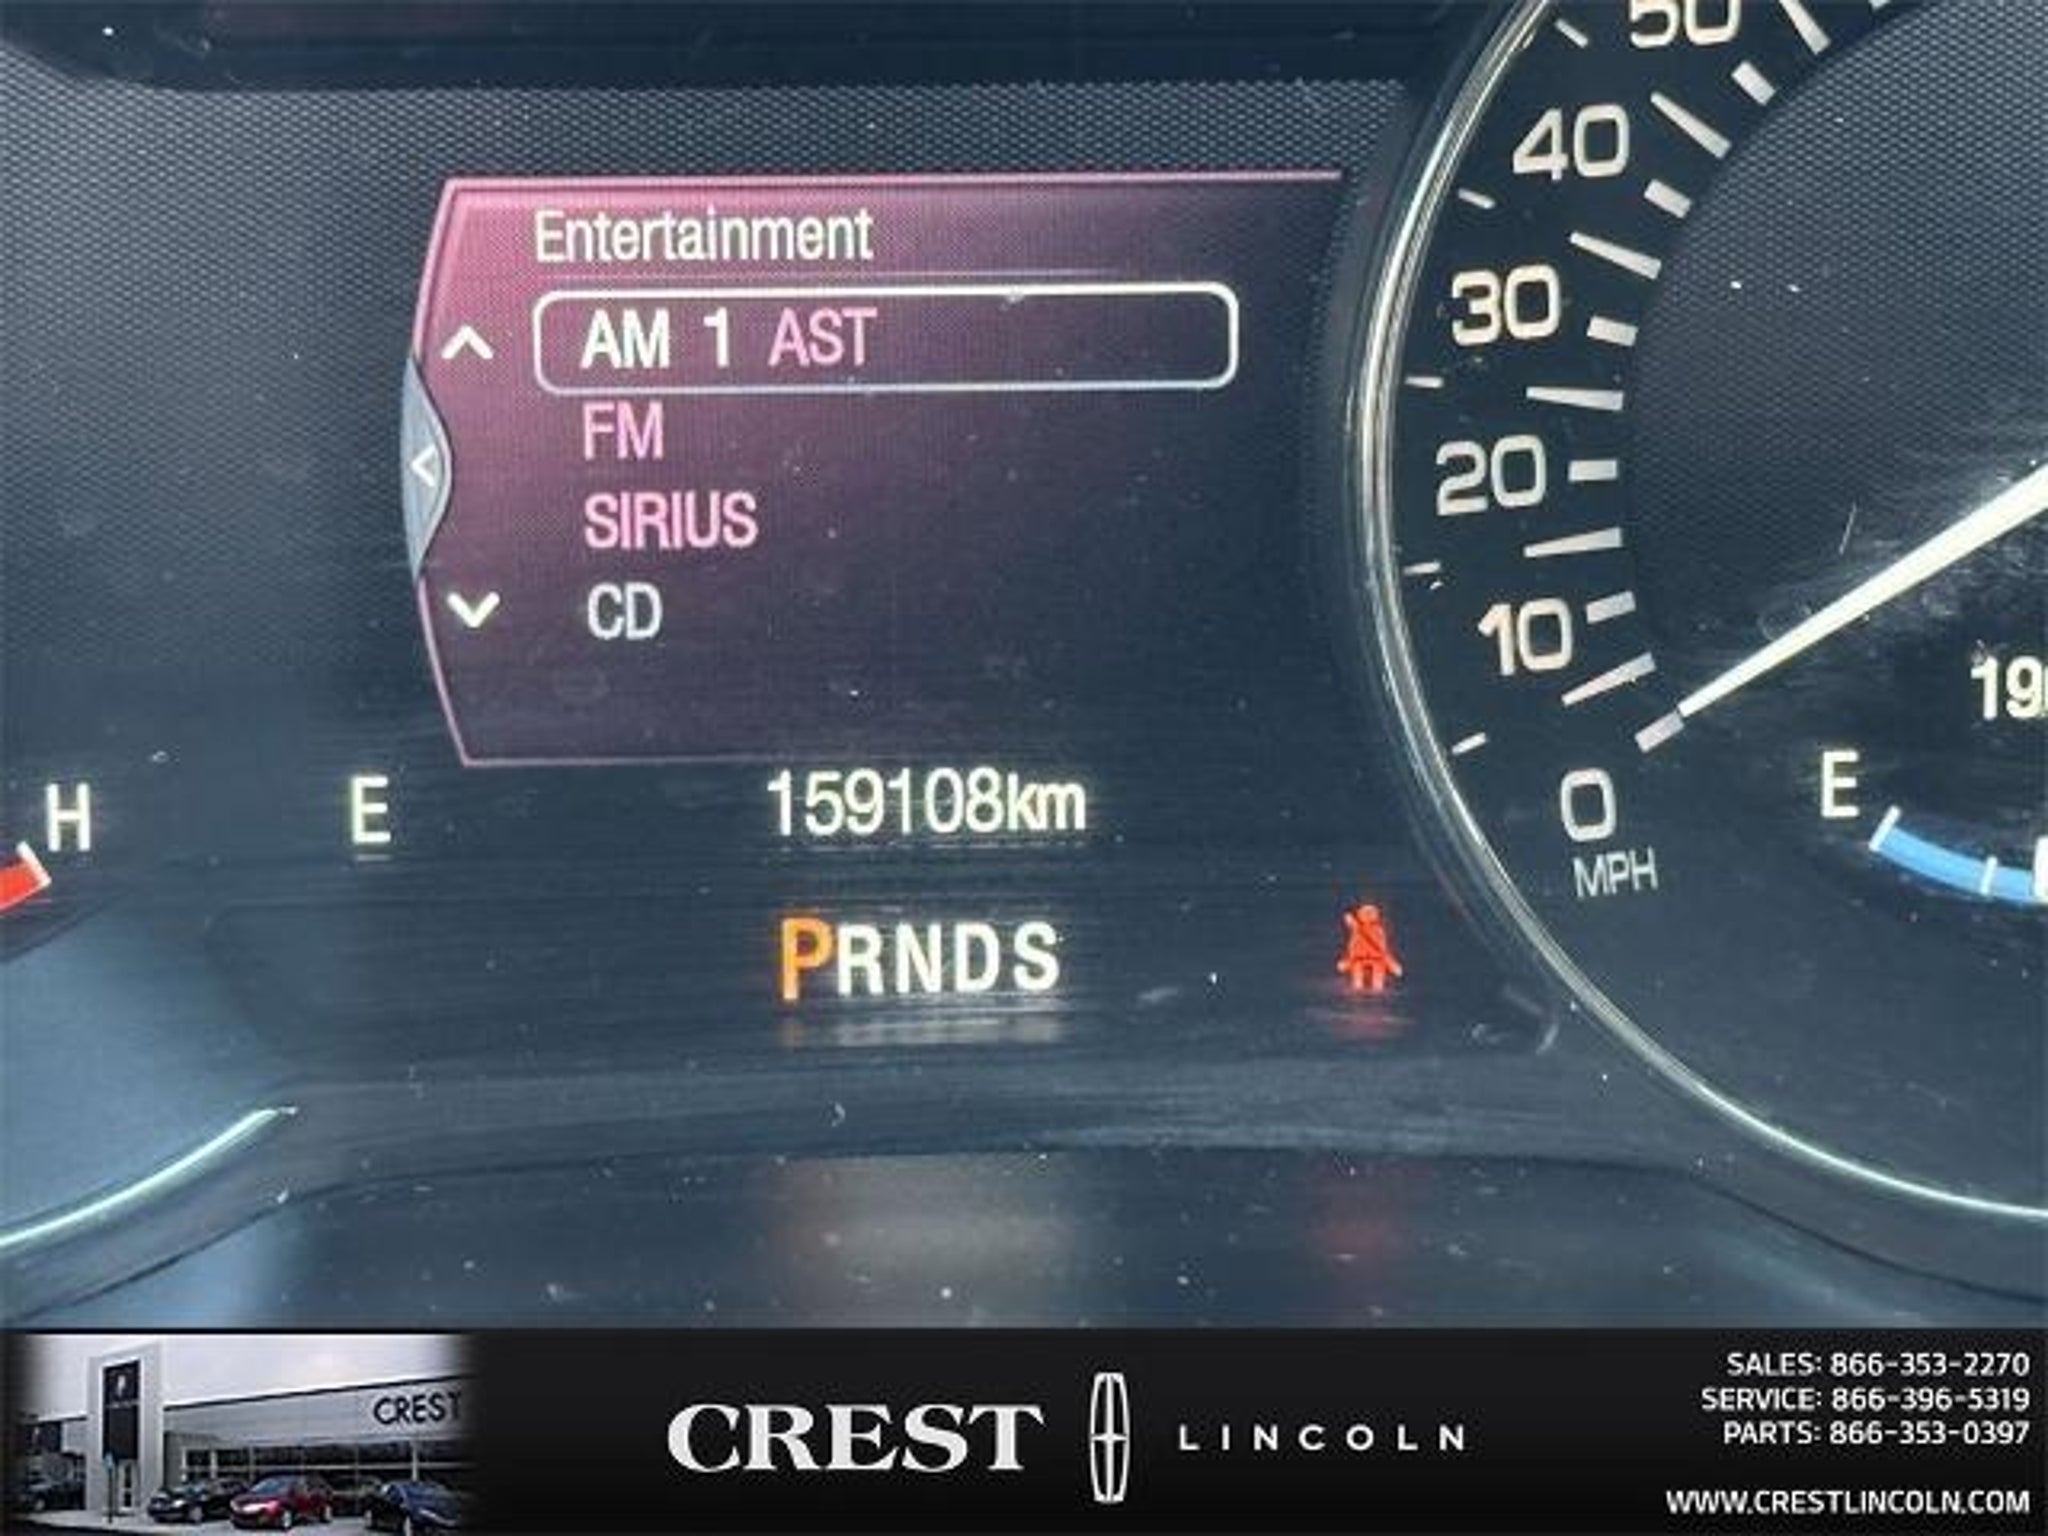 50
40
30
20
10
0
MPH
Entertainment
AM 1 AST
FM
SIRIUS
CD
H
E
159108km
E
19
PRNDS
CREST
CREST LINCOLN
SALES: 866-353-2270
SERVICE: 866-396-5319
PARTS: 866-353-0397
WWW.CRESTLINCOLN.COM